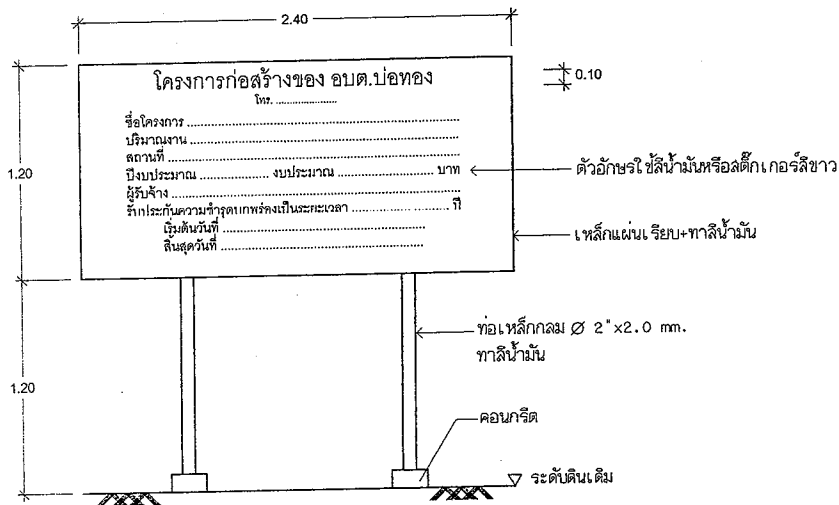 2.40
โครงการก่อสร้างของ อบต.บ่อทอง
โทร. ....................
0.10
ชื่อโครงการ ........................................
ปริมาณงาน ........................................
สถานที่ ........................................
ปีงบประมาณ .................... งบประมาณ .................... บาท
ตัวอักษรใช้สีน้ำมันหรือสติ๊กเกอร์สีขาว
1.20
ผู้รับจ้าง ........................................
รับประกันความชำรุดบกพร่องเป็นระยะเวลา .................... ปี
เริ่มต้นวันที่ ........................................
สิ้นสุดวันที่ ........................................
เหล็กแผ่นเรียบ+ทาสีน้ำมัน
ท่อเหล็กกลม Ø 2"x2.0 mm.
ทาสีน้ำมัน
1.20
คอนกรีต
ระดับดินเดิม